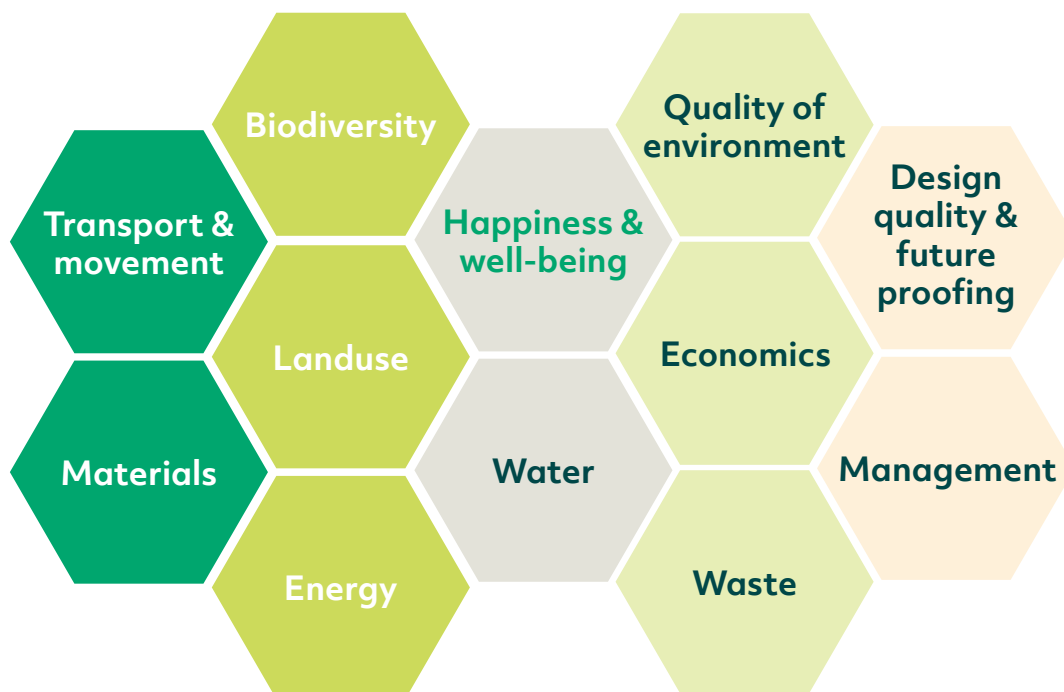 Biodiversity
Quality of
environment
Transport &
movement
Happiness &
well-being
Design
quality &
future
proofing
Landuse
Economics
Materials
Water
Management
Energy
Waste